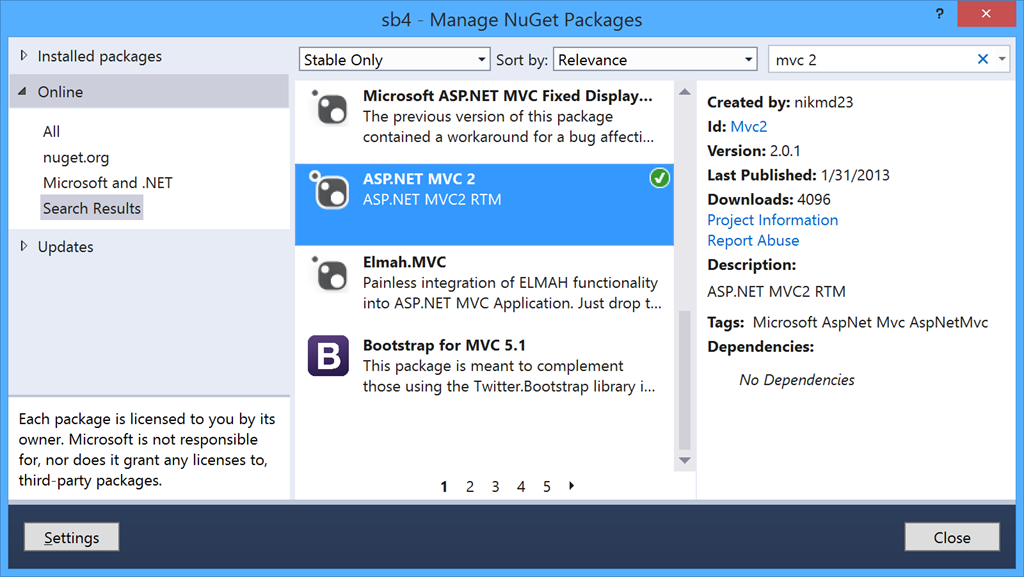 sb4 - Manage NuGet Packages
?
Installed packages
Online
All
nuget.org
Microsoft and .NET
Search Results
Updates
Each package is licensed to you by its
owner. Microsoft is not responsible
for, nor does it grant any licenses to,
third-party packages.
Stable Only
Sort by:
Relevance
mvc 2
Microsoft ASP.NET MVC Fixed Display...
The previous version of this package
contained a workaround for a bug affecti...
ASP.NET MVC 2
ASP.NET MVC2 RTM
Elmah.MVC
Painless integration of ELMAH functionality
into ASP.NET MVC Application. Just drop t...
B
Bootstrap for MVC 5.1
This package is meant to complement
those using the Twitter.Bootstrap library i...
1 2 3 4 5
Created by: nikmd23
Id: Mvc2
Version: 2.0.1
Last Published: 1/31/2013
Downloads: 4096
Project Information
Report Abuse
Description:
ASP.NET MVC2 RTM
Tags: Microsoft AspNet Mvc AspNetMvc
Dependencies:
No Dependencies
Settings
Close